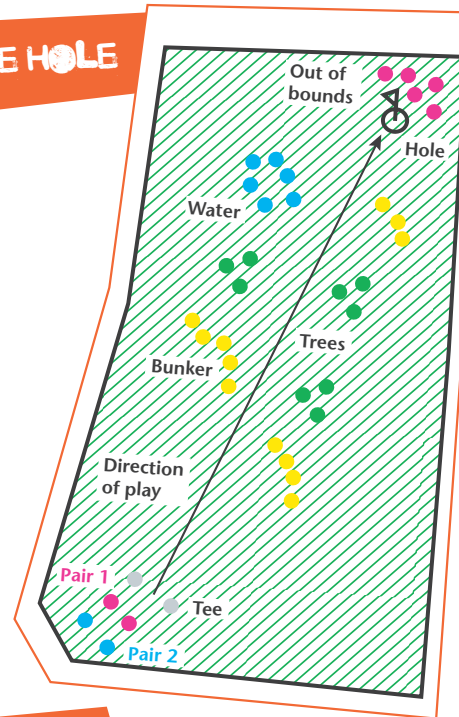 E HOLE
Out of
bounds
Hole
Water
Trees
Bunker
Direction
of play
Pair 1
Tee
Pair 2